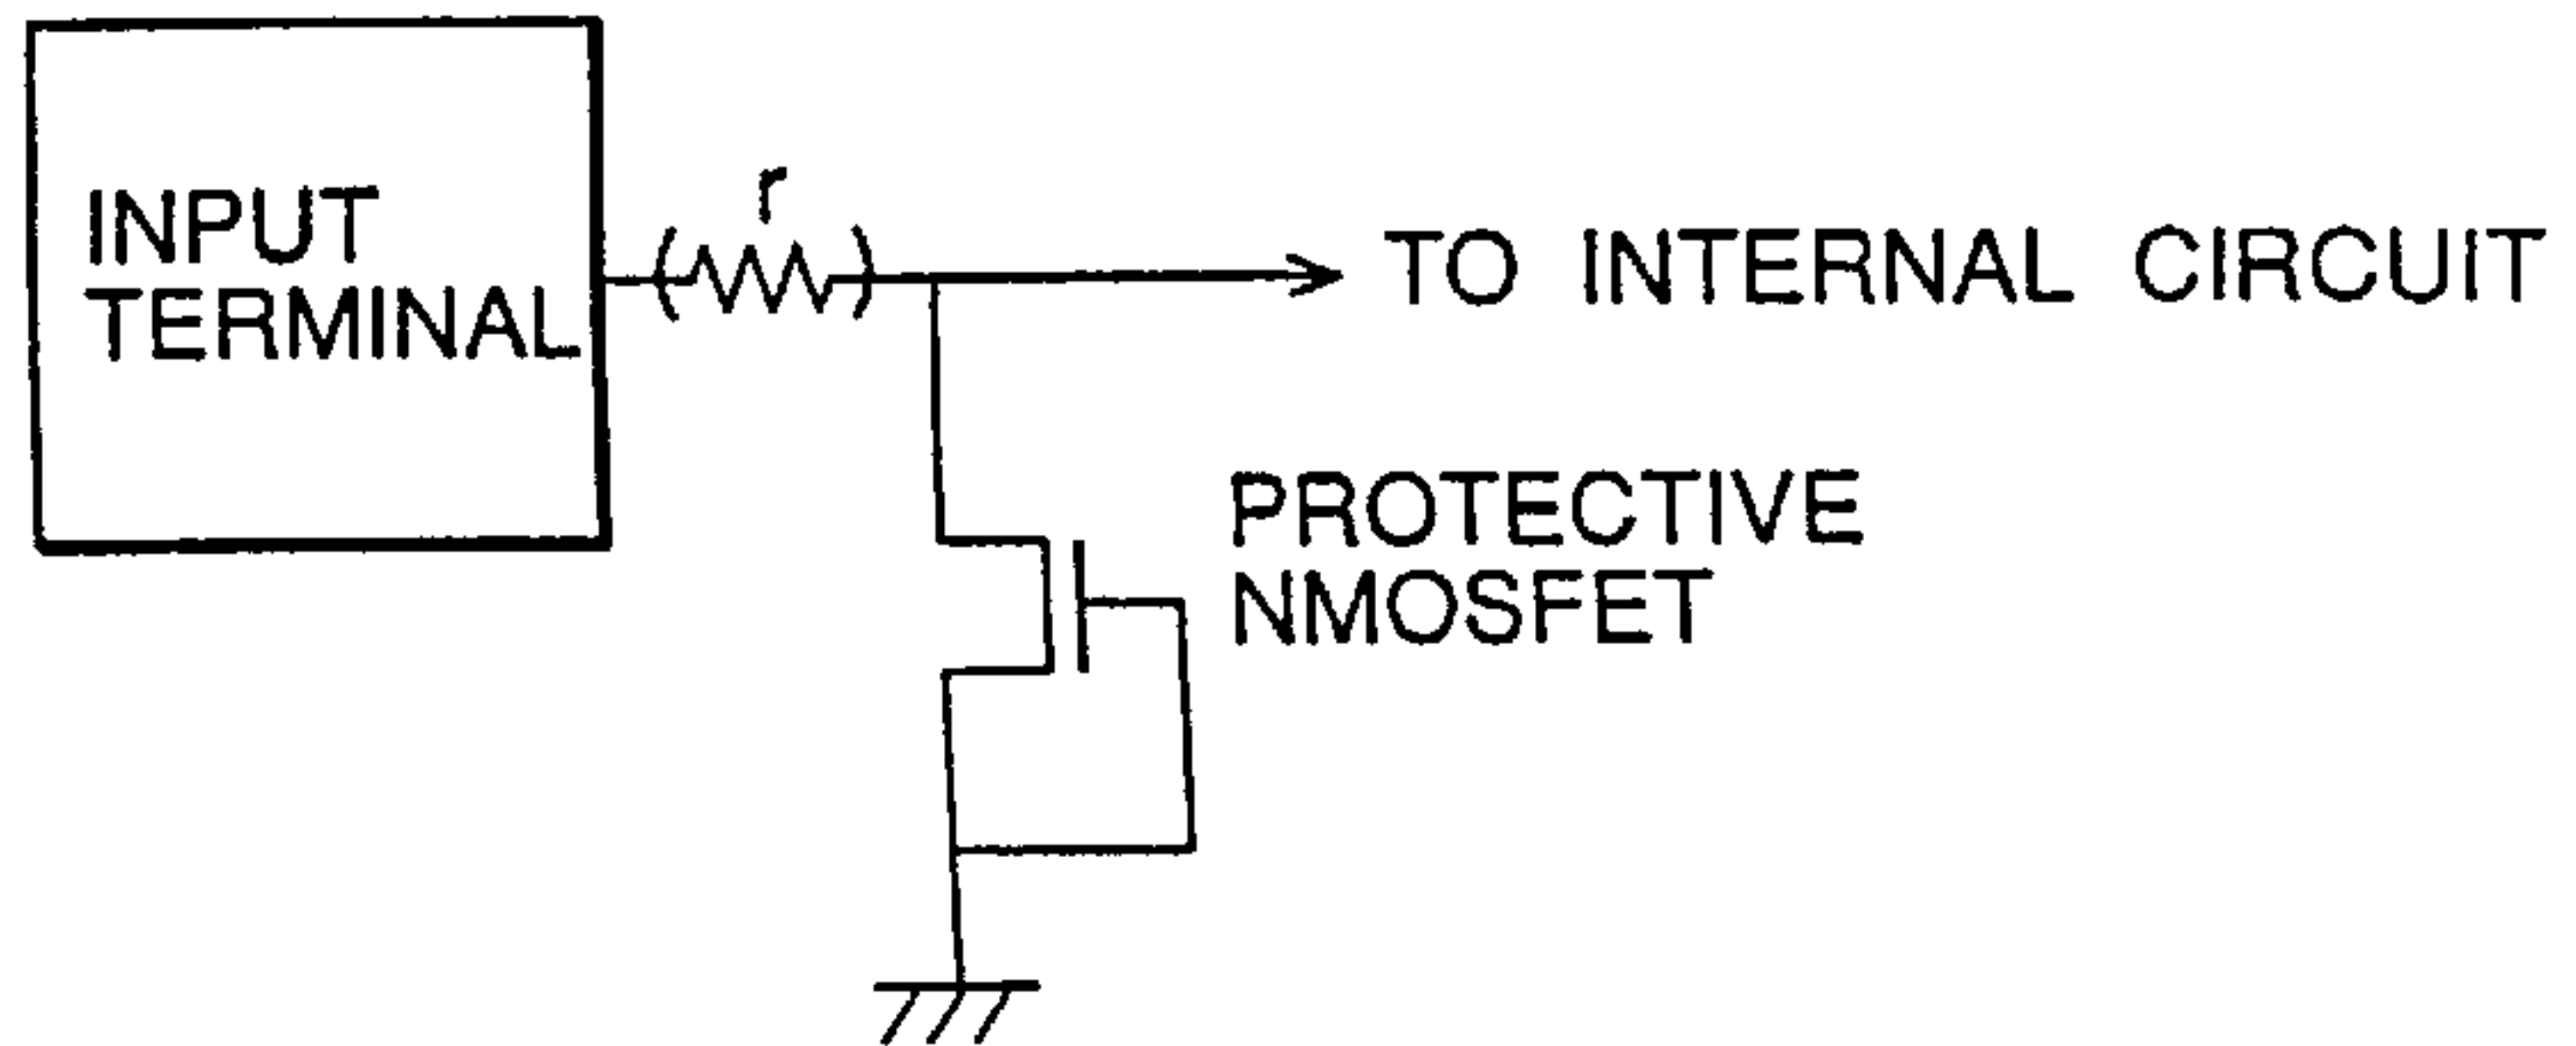 INPUT
TERMINAL
r
TO INTERNAL CIRCUIT
PROTECTIVE
NMOSFET